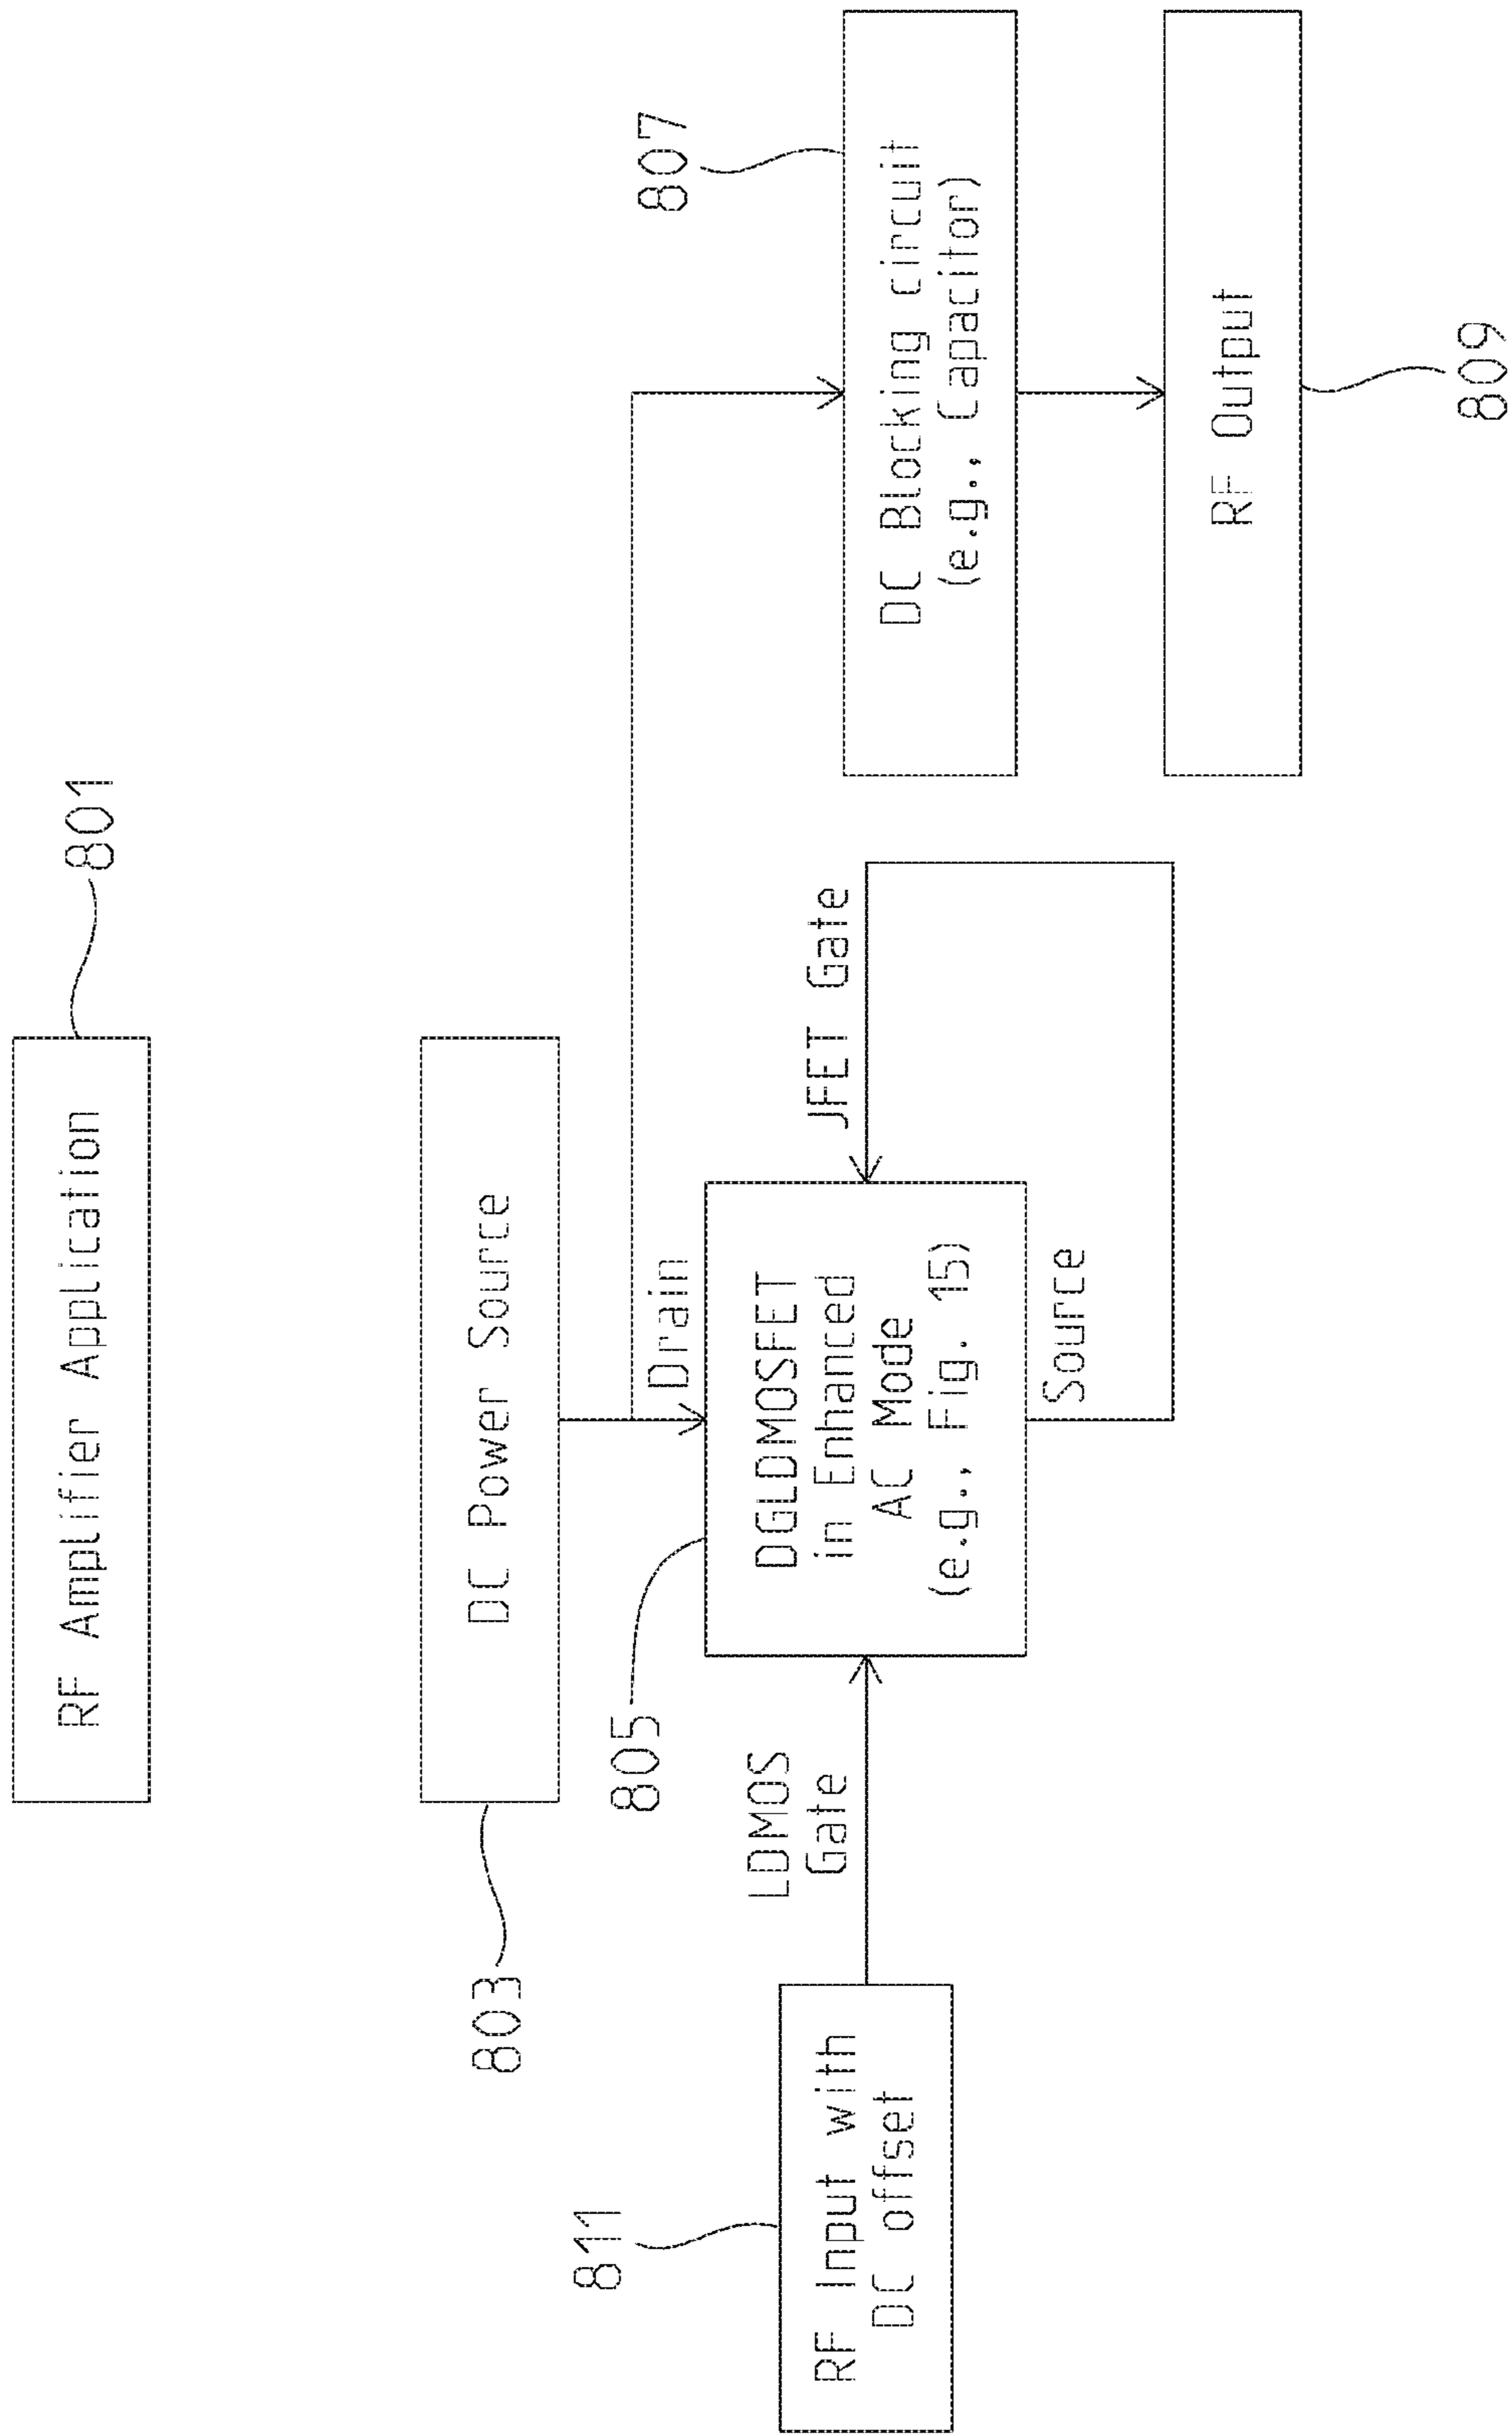 RF Amplifier Application
801
DC Power Source
803
Drain
805
DGLDMOSFET
in Enhanced
AC Mode
(e.g., Fig. 15)
LDMOS
Gate
JFET Gate
Source
811
RF Input with
DC offset
807
DC Blocking circuit
(e.g., Capacitor)
RF Output
809